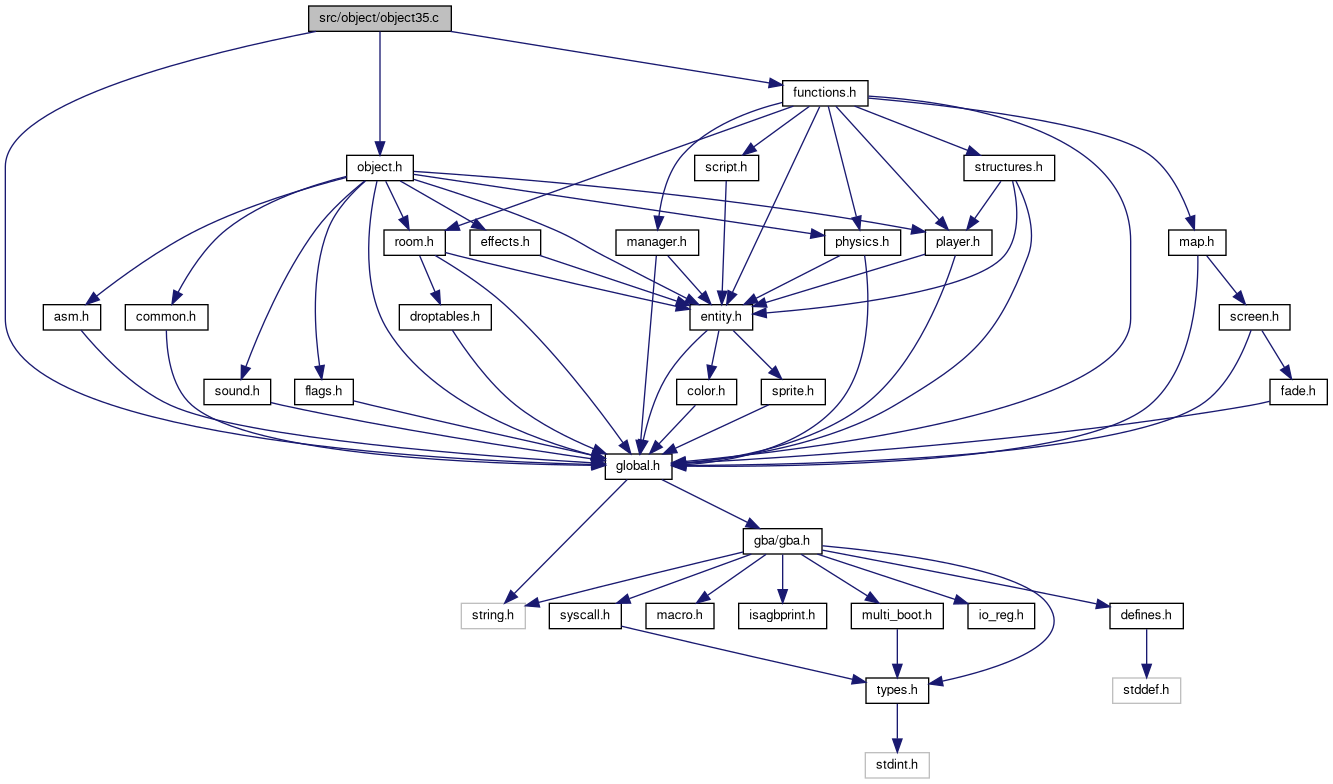 src/object/object35.c
functions.h
object.h
script.h
structures.h
room.h
effects.h
manager.h
physics.h
player.h
map.h
asm.h
common.h
droptables.h
entity.h
screen.h
sound.h
flags.h
color.h
sprite.h
fade.h
global.h
gba/gba.h
string.h
syscall.h
macro.h
isagbprint.h
multi_boot.h
io_reg.h
defines.h
types.h
stddef.h
stdint.h